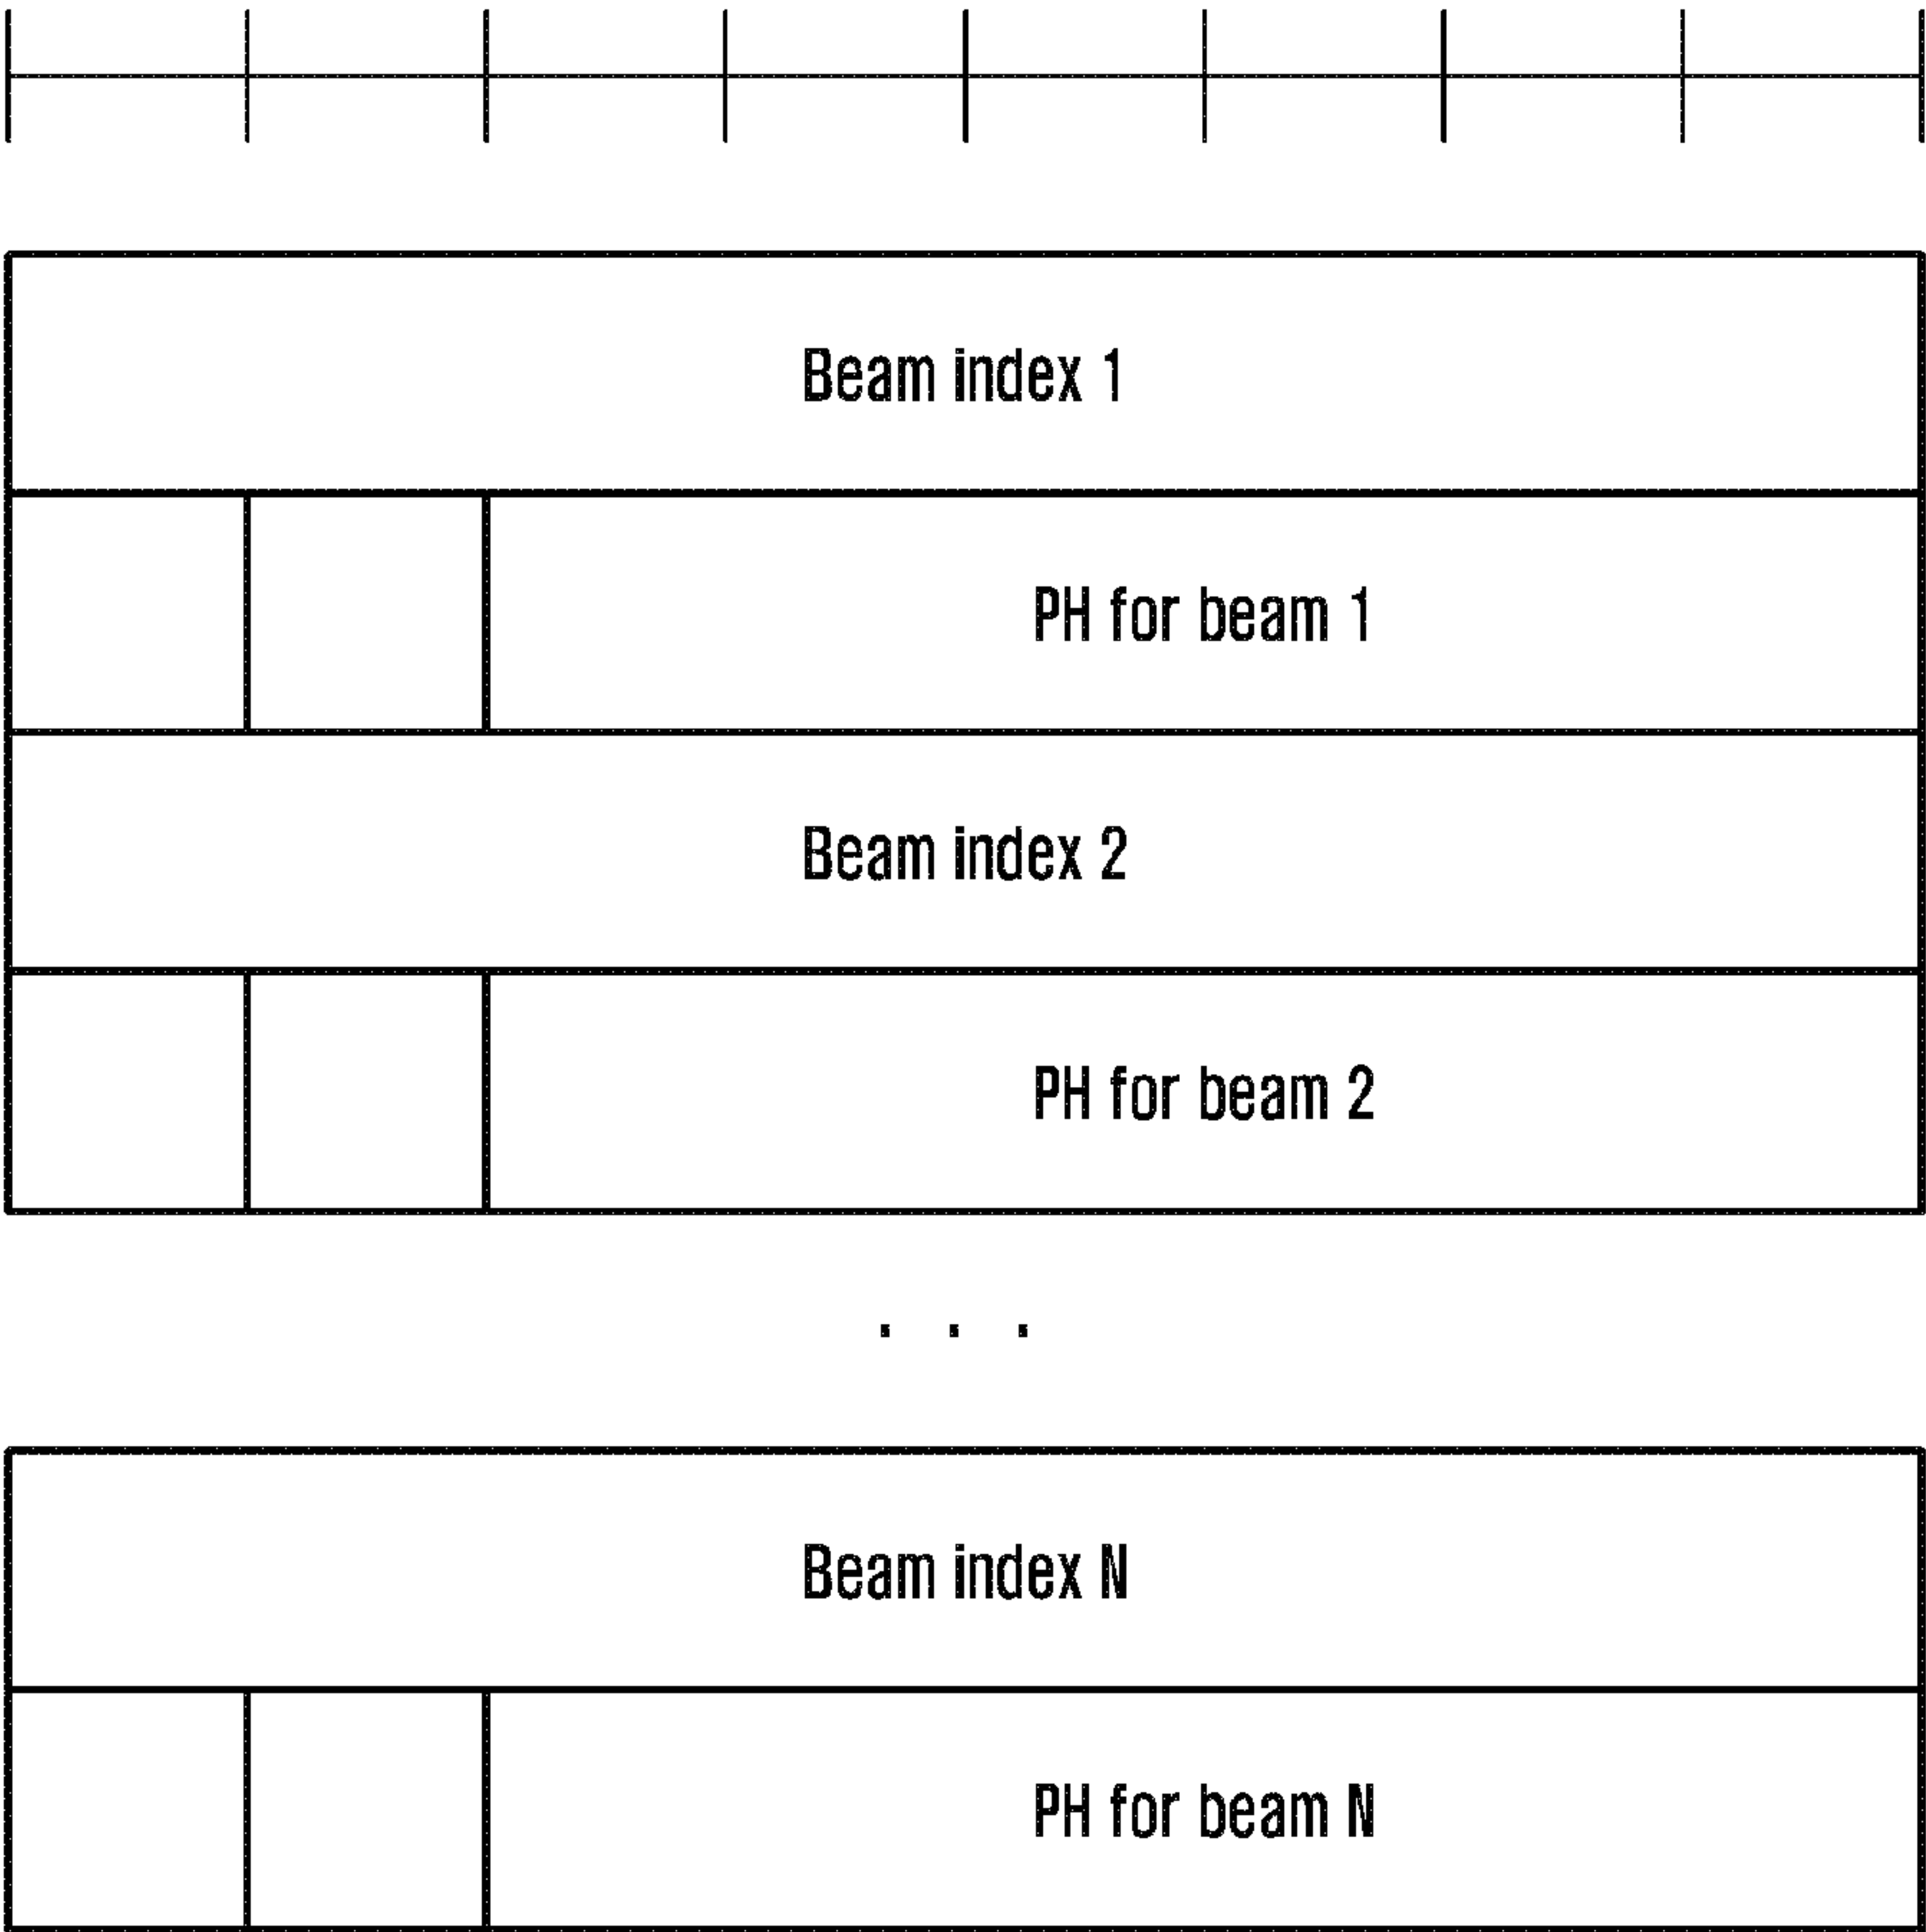 Beam index 1
PH for beam 1
Beam index 2
PH for beam 2
. . .
Beam index N
PH for beam N